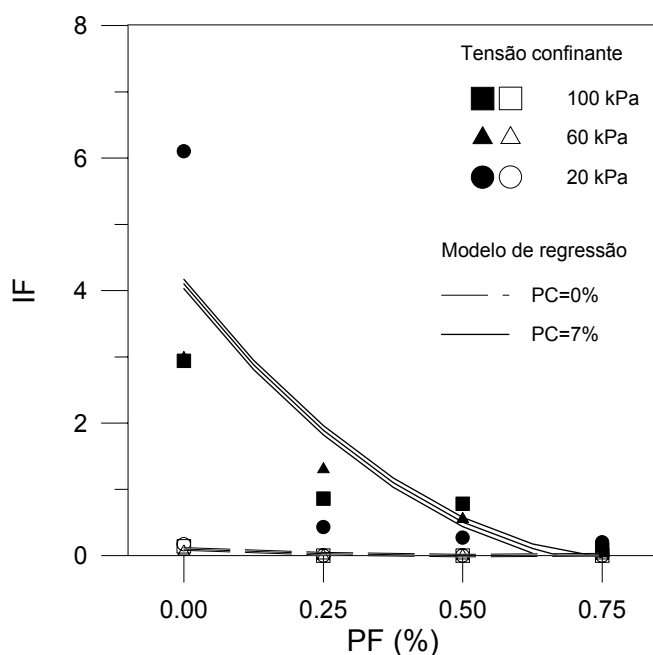 8
6
4
2
0
IF
Tensão confinante
100 kPa
60 kPa
20 kPa
Modelo de regressão
PC=0%
PC=7%
0.00
0.25
0.50
0.75
PF (%)